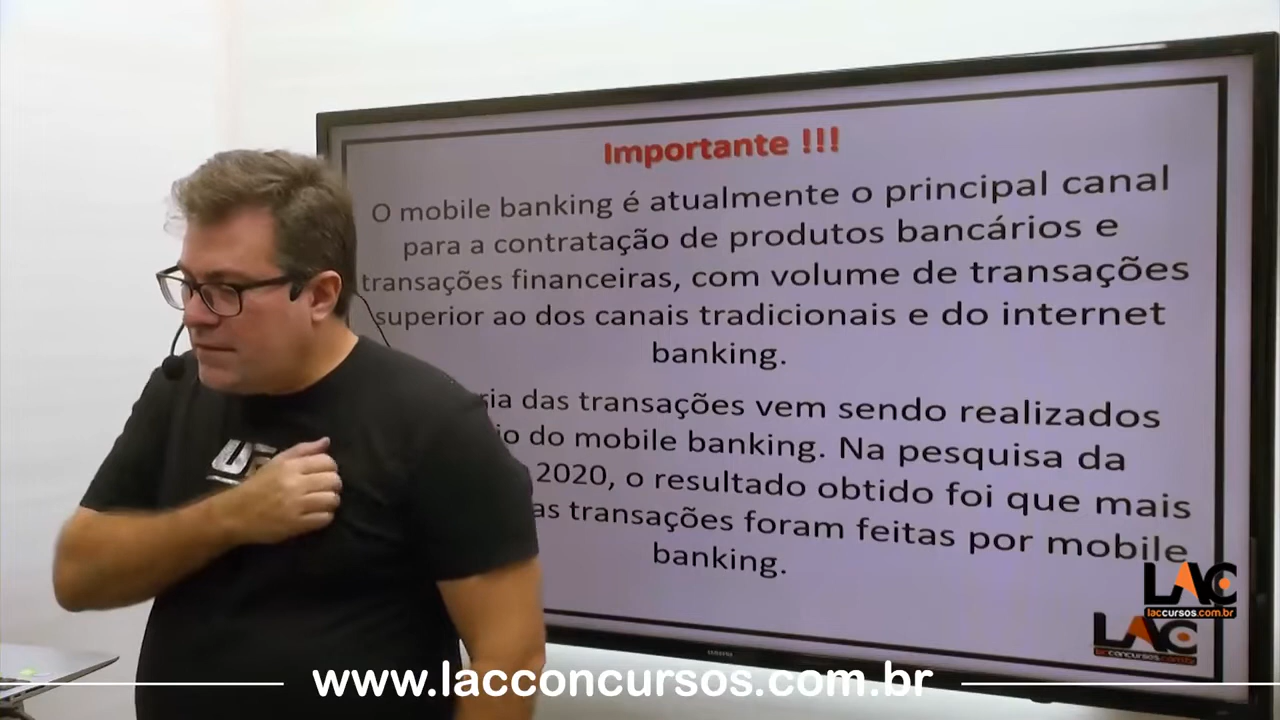 Importante !!!
O mobile banking é atualmente o principal canal
para a contratação de produtos bancários e
transações financeiras, com volume de transações
superior ao dos canais tradicionais e do internet
banking.
das transações vem sendo realizados
do mobile banking. Na pesquisa da
2020, o resultado obtido foi que mais
transações foram feitas por mobile
banking.
LAC
laccursos.com.br
LAC
lacconcursos.com.br
www.lacconcursos.com.br